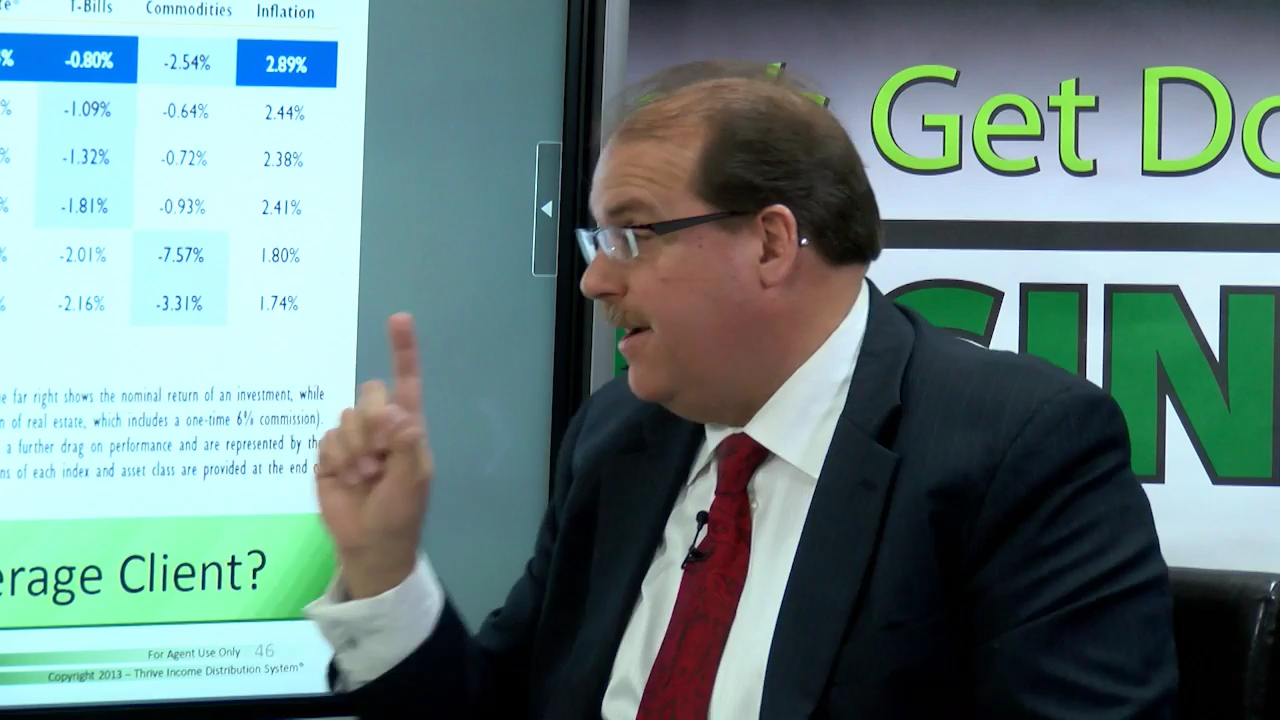 T-Bills Commodities Inflation
% -0.80% -2.54% 2.89%
% -1.09% -0.64% 2.44%
% -1.32% -0.72% 2.38%
% -1.81% -0.93% 2.41%
% -2.01% -7.57% 1.80%
% -2.16% -3.31% 1.74%
far right shows the nominal return of an investment, while
of real estate, which includes a one-time 6% commission).
a further drag on performance and are represented by
of each index and asset class are provided at the end
erage Client?
For Agent Use Only 46
Copyright 2013 – Thrive Income Distribution System®
Get Do
SIN